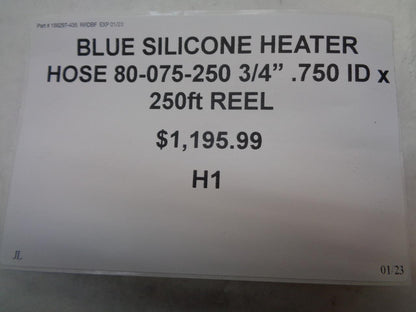 BLUE SILICONE HEATER
HOSE 80-075-250 3/4” .750 ID x
250ft REEL
$1,195.99
H1
JL
01/23